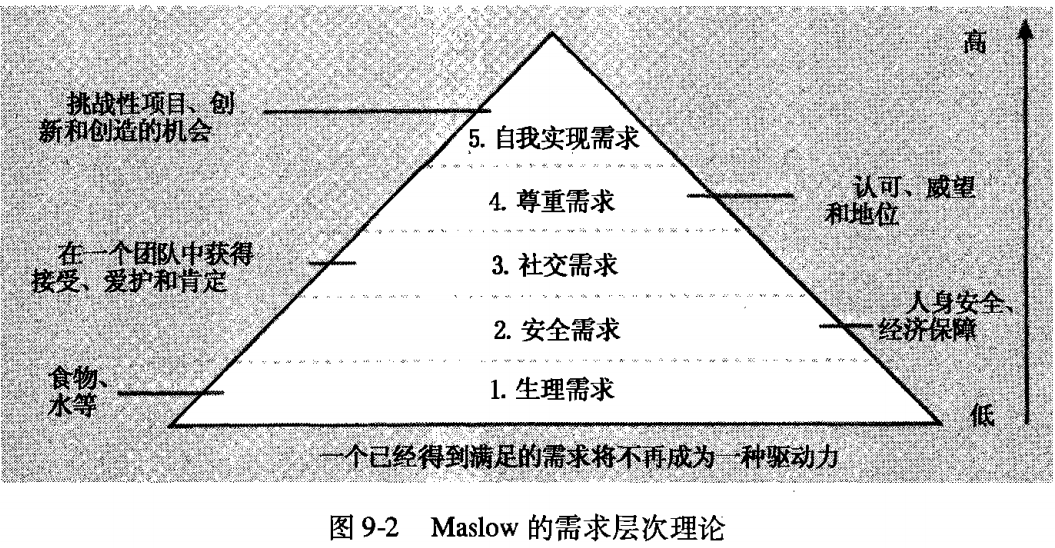 高
挑战性项目、创
新和创造的机会
5. 自我实现需求
4. 尊重需求
认可、威望
和地位
在一个团队中获得
接受、爱护和肯定
3. 社交需求
人身安全、
经济保障
2. 安全需求
食物、
水等
1. 生理需求
低
一个已经得到满足的需求将不再成为一种驱动力
图 9-2 Maslow 的需求层次理论